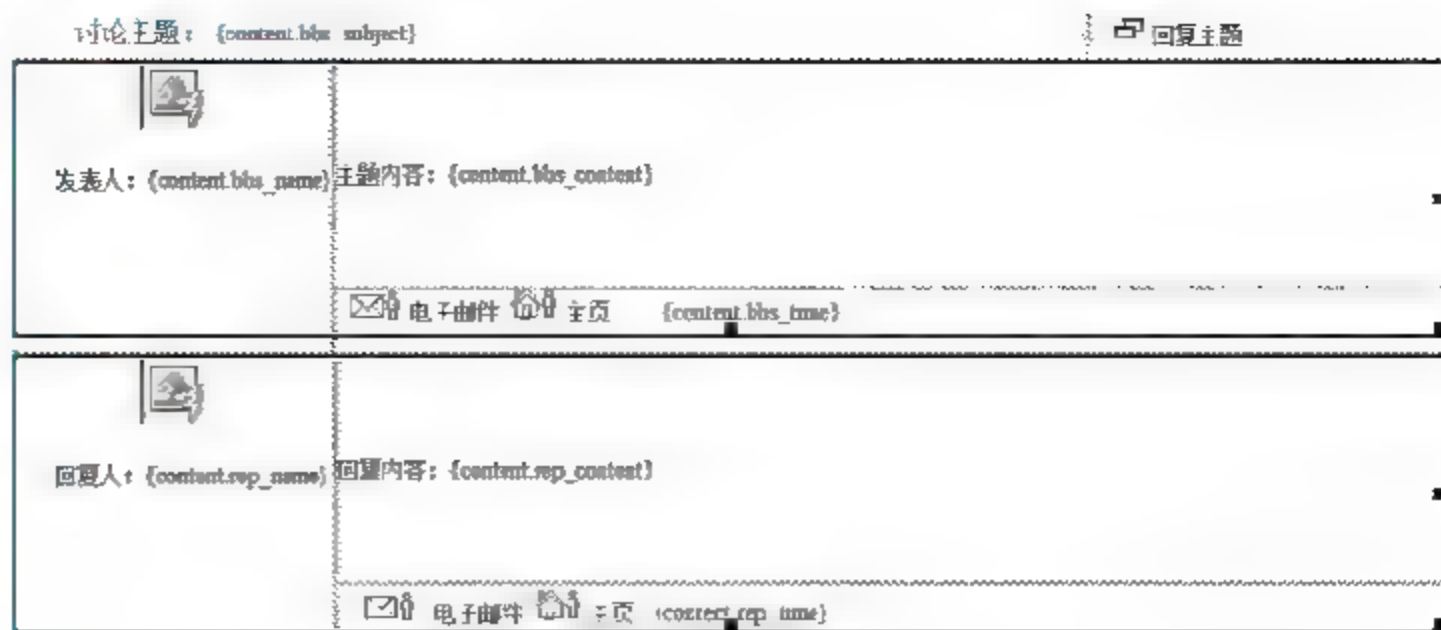 讨论主题：{content.bbs_subject} 回复主题
发表人：{content.bbs_name} 主题内容：{content.bbs_content}
电子邮件 主页 {content.bbs_time}
回复人：{content.rep_name} 回复内容：{content.rep_content}
电子邮件 主页 {content.rep_time}